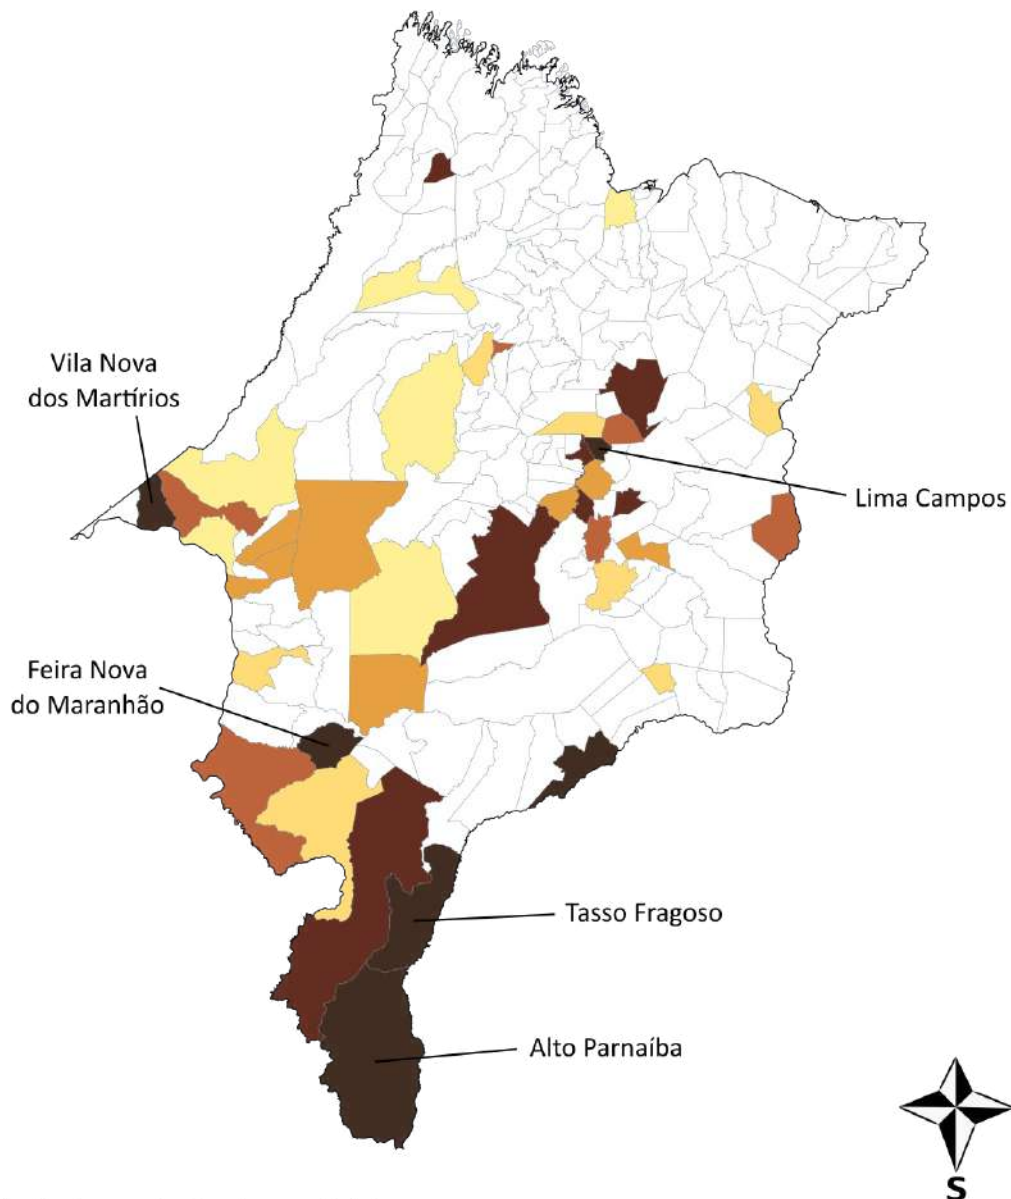 Vila Nova
dos Martírios
Lima Campos
Feira Nova
do Maranhão
Tasso Fragoso
Alto Parnaíba
S